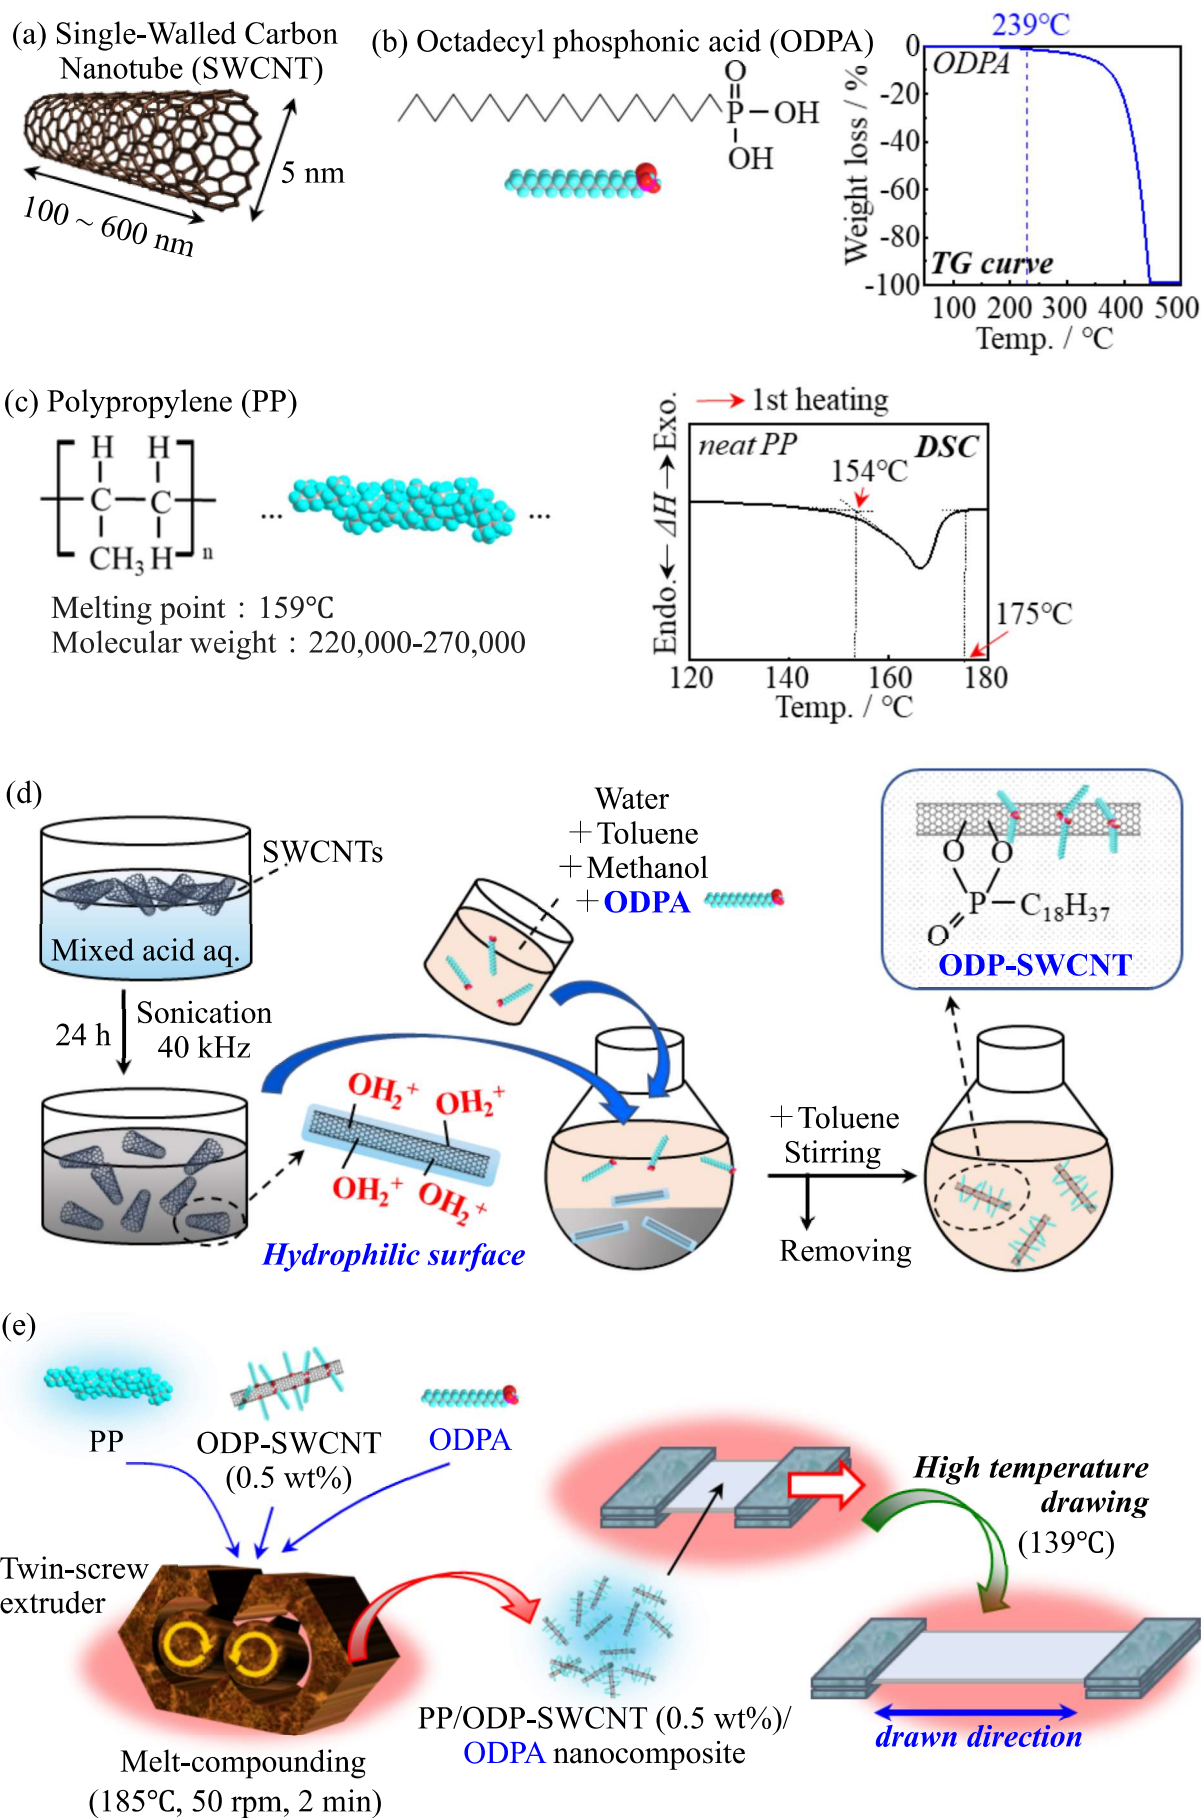 (a) Single-Walled Carbon
Nanotube (SWCNT)
5 nm
100 ~ 600 nm
(b) Octadecyl phosphonic acid (ODPA)
O
P
OH
OH
239℃
ODPA
TG curve
Weight loss / %
0
-20
-40
-60
-80
-100
100 200 300 400 500
Temp. / ℃
(c) Polypropylene (PP)
H H
C C
CH3 H n
... ...
Melting point : 159℃
Molecular weight : 220,000-270,000
1st heating
neat PP
DSC
154℃
175℃
Endo. ← ΔH → Exo.
120 140 160 180
Temp. / ℃
(d)
SWCNTs
Mixed acid aq.
24 h
Sonication
40 kHz
OH2+
OH2+
OH2+
OH2+
Hydrophilic surface
Water
+Toluene
+Methanol
+ODPA
+Toluene
Stirring
Removing
O O
P C18H37
O
ODP-SWCNT
(e)
PP
ODP-SWCNT
(0.5 wt%)
ODPA
Twin-screw
extruder
Melt-compounding
(185℃, 50 rpm, 2 min)
PP/ODP-SWCNT (0.5 wt%)/
ODPA nanocomposite
High temperature
drawing
(139℃)
drawn direction